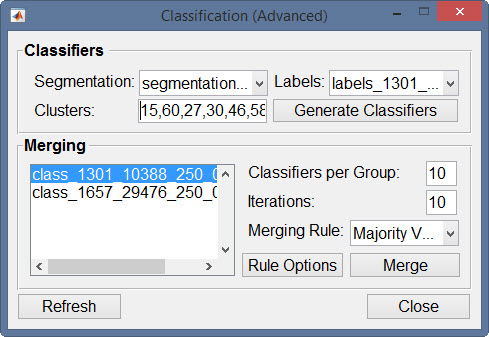 Classification (Advanced)
Classifiers
Segmentation: segmentation... Labels: labels_1301_...
Clusters: 15,60,27,30,46,58 Generate Classifiers
Merging
class_1301_10388_250_0
class_1657_29476_250_0
Classifiers per Group: 10
Iterations: 10
Merging Rule: Majority V...
Rule Options Merge
Refresh Close